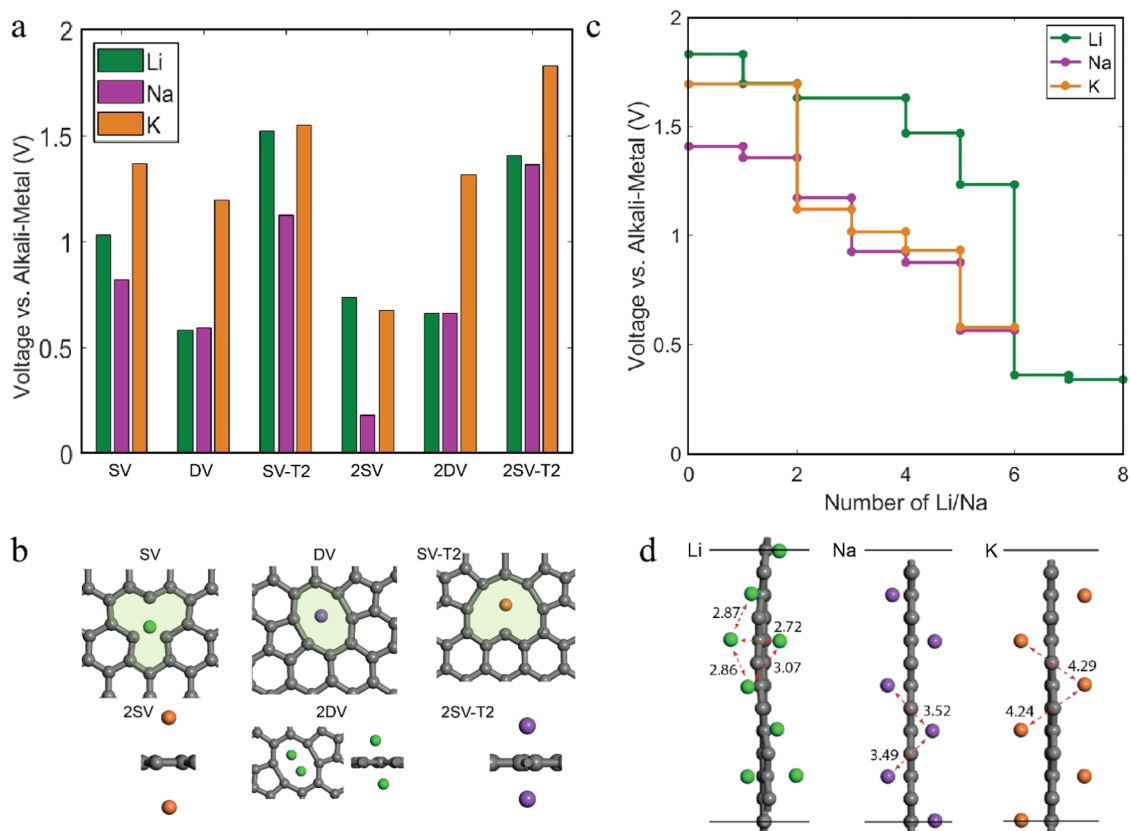 a
2
1.5
1
0.5
0
Voltage vs. Alkali-Metal (V)
Li
Na
K
SV DV SV-T2 2SV 2DV 2SV-T2
c
2
1.5
1
0.5
0
Voltage vs. Alkali-Metal (V)
Li
Na
K
0 2 4 6 8
Number of Li/Na
b
SV DV SV-T2
2SV 2DV 2SV-T2
d
Li Na K
2.87
2.72
2.86 3.07
3.52
3.49
4.29
4.24